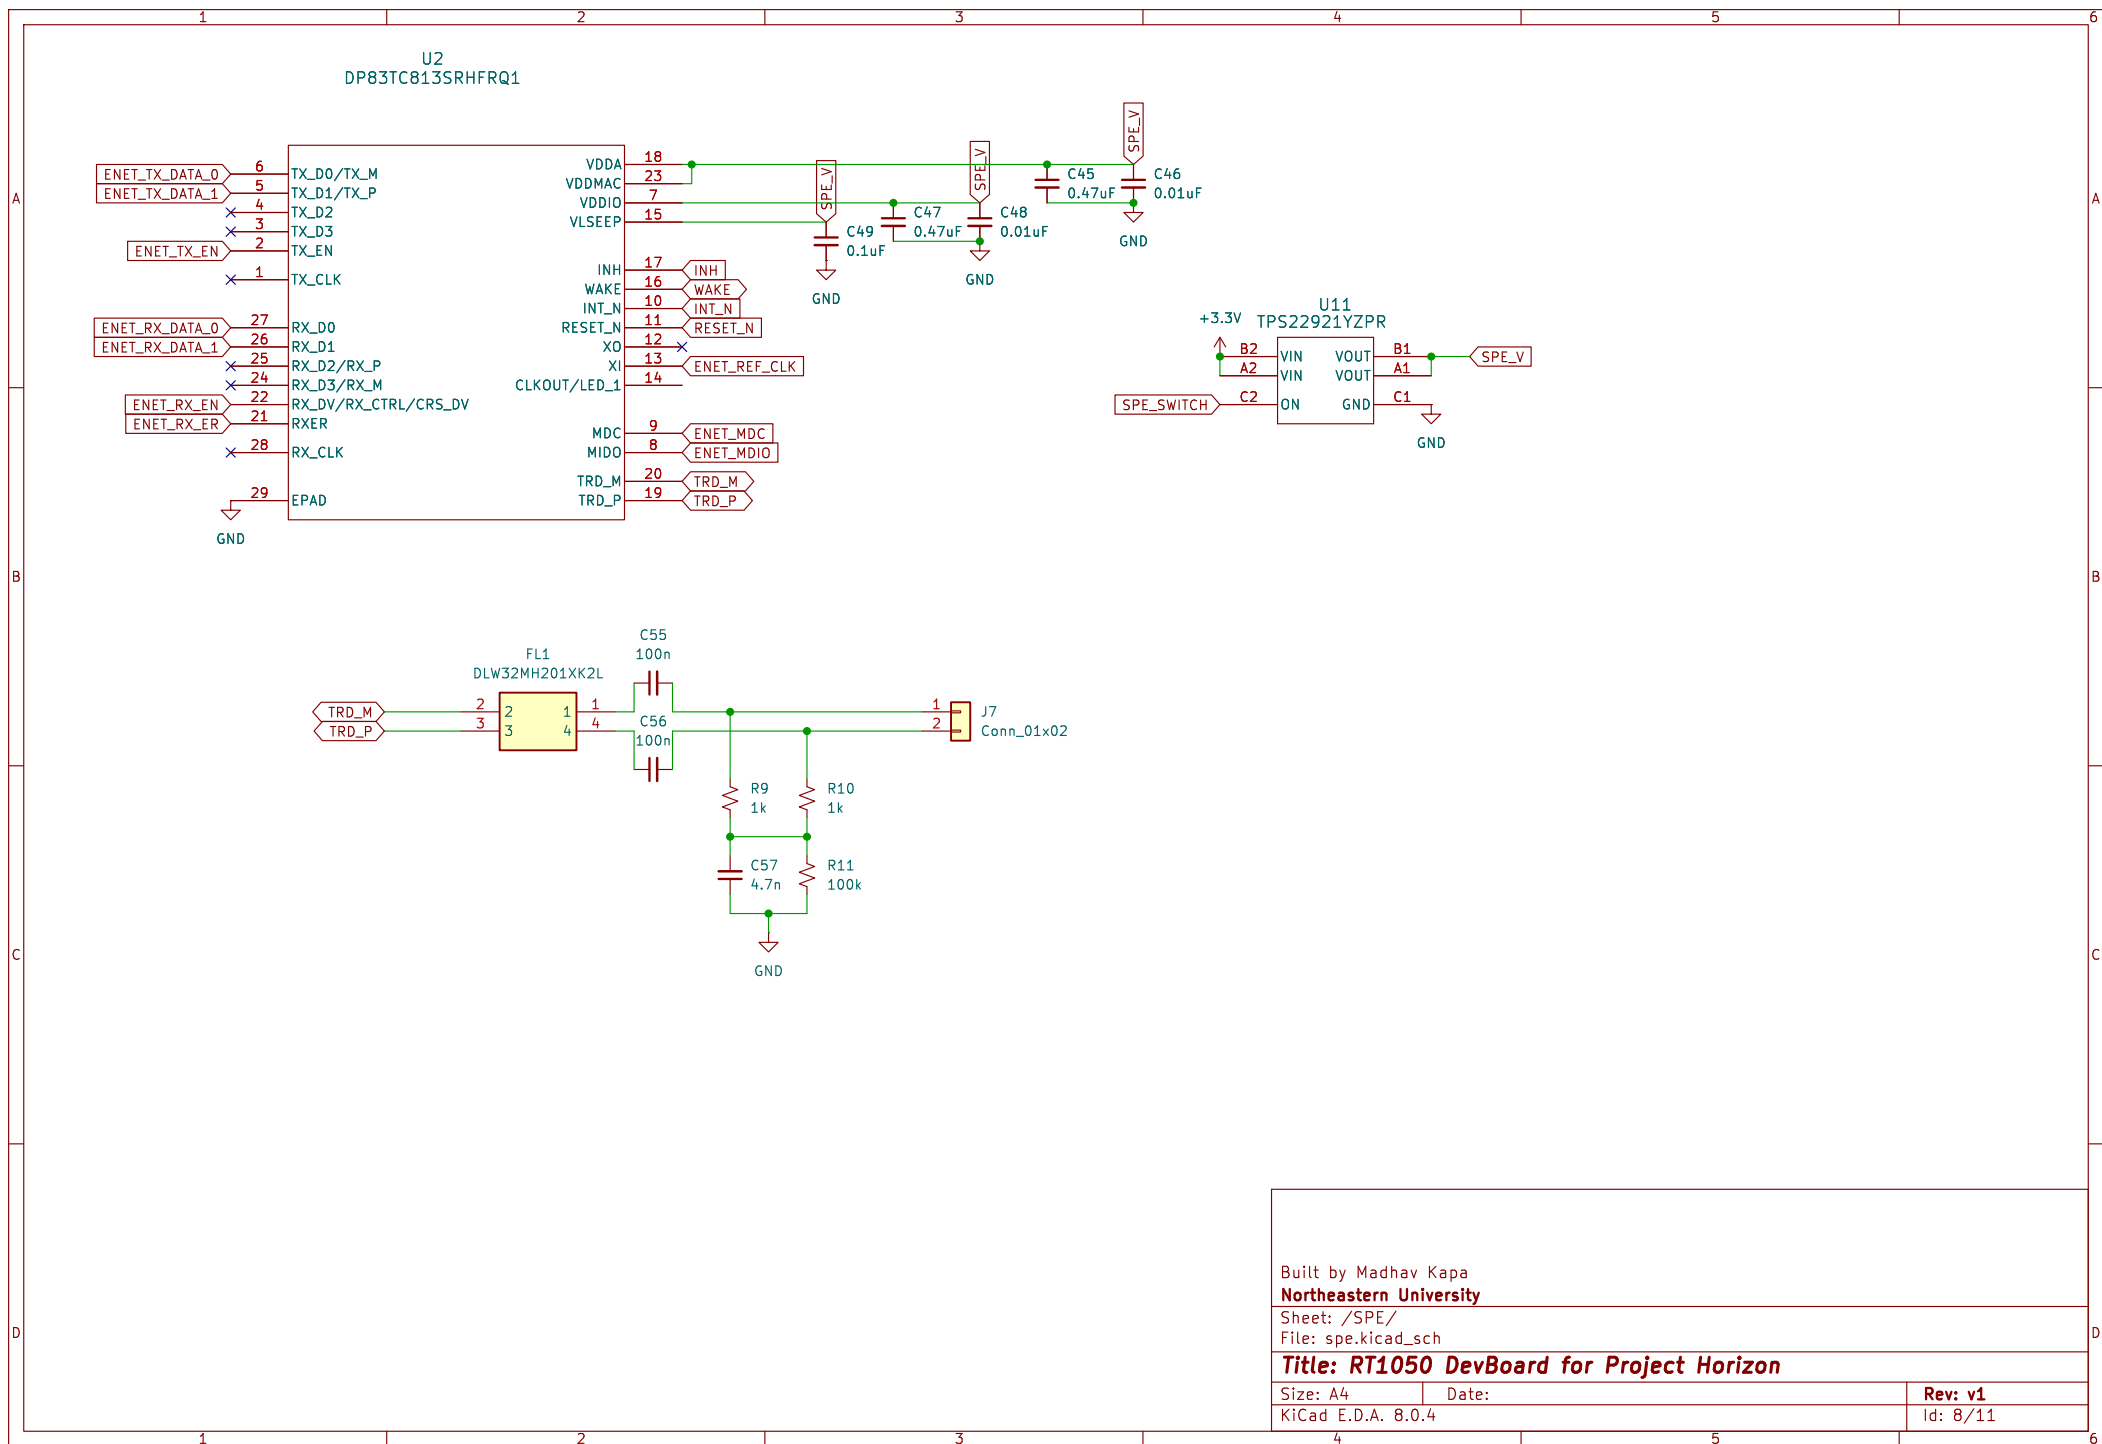 1 2 3 4 5 6
A A
B B
C C
D D
U2
DP83TC813SRHFRQ1
ENET_TX_DATA_0 6 TX_D0/TX_M
ENET_TX_DATA_1 5 TX_D1/TX_P
4 TX_D2
3 TX_D3
ENET_TX_EN 2 TX_EN
1 TX_CLK
ENET_RX_DATA_0 27 RX_D0
ENET_RX_DATA_1 26 RX_D1
25 RX_D2/RX_P
24 RX_D3/RX_M
ENET_RX_EN 22 RX_DV/RX_CTRL/CRS_DV
ENET_RX_ER 21 RXER
28 RX_CLK
29 EPAD
GND
VDDA 18
VDDMAC 23
VDDIO 7
VLSEEP 15
INH 17 INH
WAKE 16 WAKE
INT_N 10 INT_N
RESET_N 11 RESET_N
XO 12
XI 13 ENET_REF_CLK
CLKOUT/LED_1 14
MDC 9 ENET_MDC
MIDO 8 ENET_MDIO
TRD_M 20 TRD_M
TRD_P 19 TRD_P
SPE_V
C49
0.1uF
GND
SPE_V
C47
0.47uF
C48
0.01uF
GND
SPE_V
C45
0.47uF
C46
0.01uF
GND
U11
TPS22921YZPR
+3.3V
B2 VIN VOUT B1 SPE_V
A2 VIN VOUT A1
SPE_SWITCH C2 ON GND C1
GND
FL1
DLW32MH201XK2L
TRD_M 2 2 1 1
TRD_P 3 3 4 4
C55
100n
C56
100n
1 J7
2 Conn_01x02
R9
1k
R10
1k
C57
4.7n
R11
100k
GND
Built by Madhav Kapa
Northeastern University
Sheet: /SPE/
File: spe.kicad_sch
Title: RT1050 DevBoard for Project Horizon
Size: A4 Date: Rev: v1
KiCad E.D.A. 8.0.4 Id: 8/11
1 2 3 4 5 6